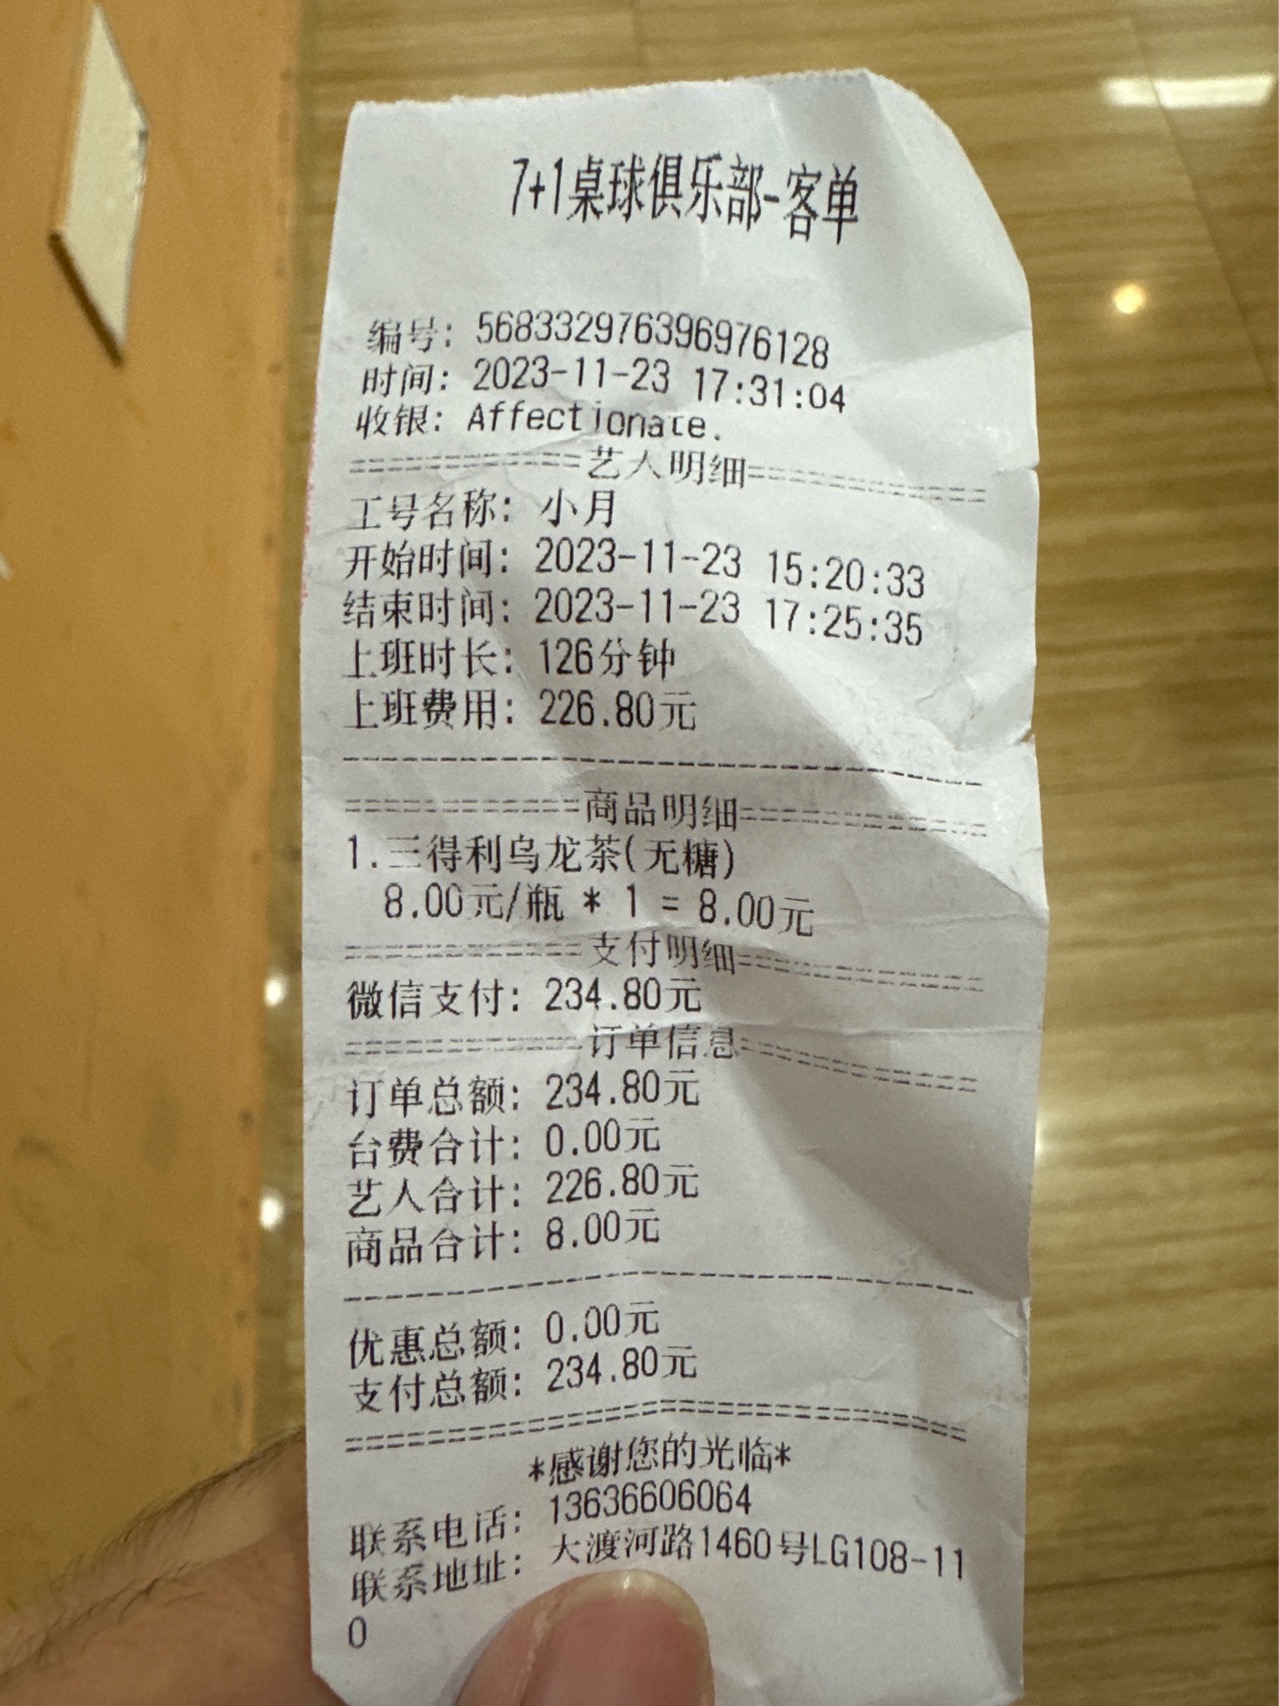 7+1桌球俱乐部-客单
编号: 568332976396976128
时间: 2023-11-23 17:31:04
收银: Affectionate.
============艺人明细============
工号名称: 小月
开始时间: 2023-11-23 15:20:33
结束时间: 2023-11-23 17:25:35
上班时长: 126分钟
上班费用: 226.80元
--------------------------------
============商品明细============
1.三得利乌龙茶(无糖)
8.00元/瓶 * 1 = 8.00元
============支付明细============
微信支付: 234.80元
============订单信息============
订单总额: 234.80元
台费合计: 0.00元
艺人合计: 226.80元
商品合计: 8.00元
--------------------------------
优惠总额: 0.00元
支付总额: 234.80元
================================
*感谢您的光临*
联系电话: 13636606064
联系地址: 大渡河路1460号LG108-11
0